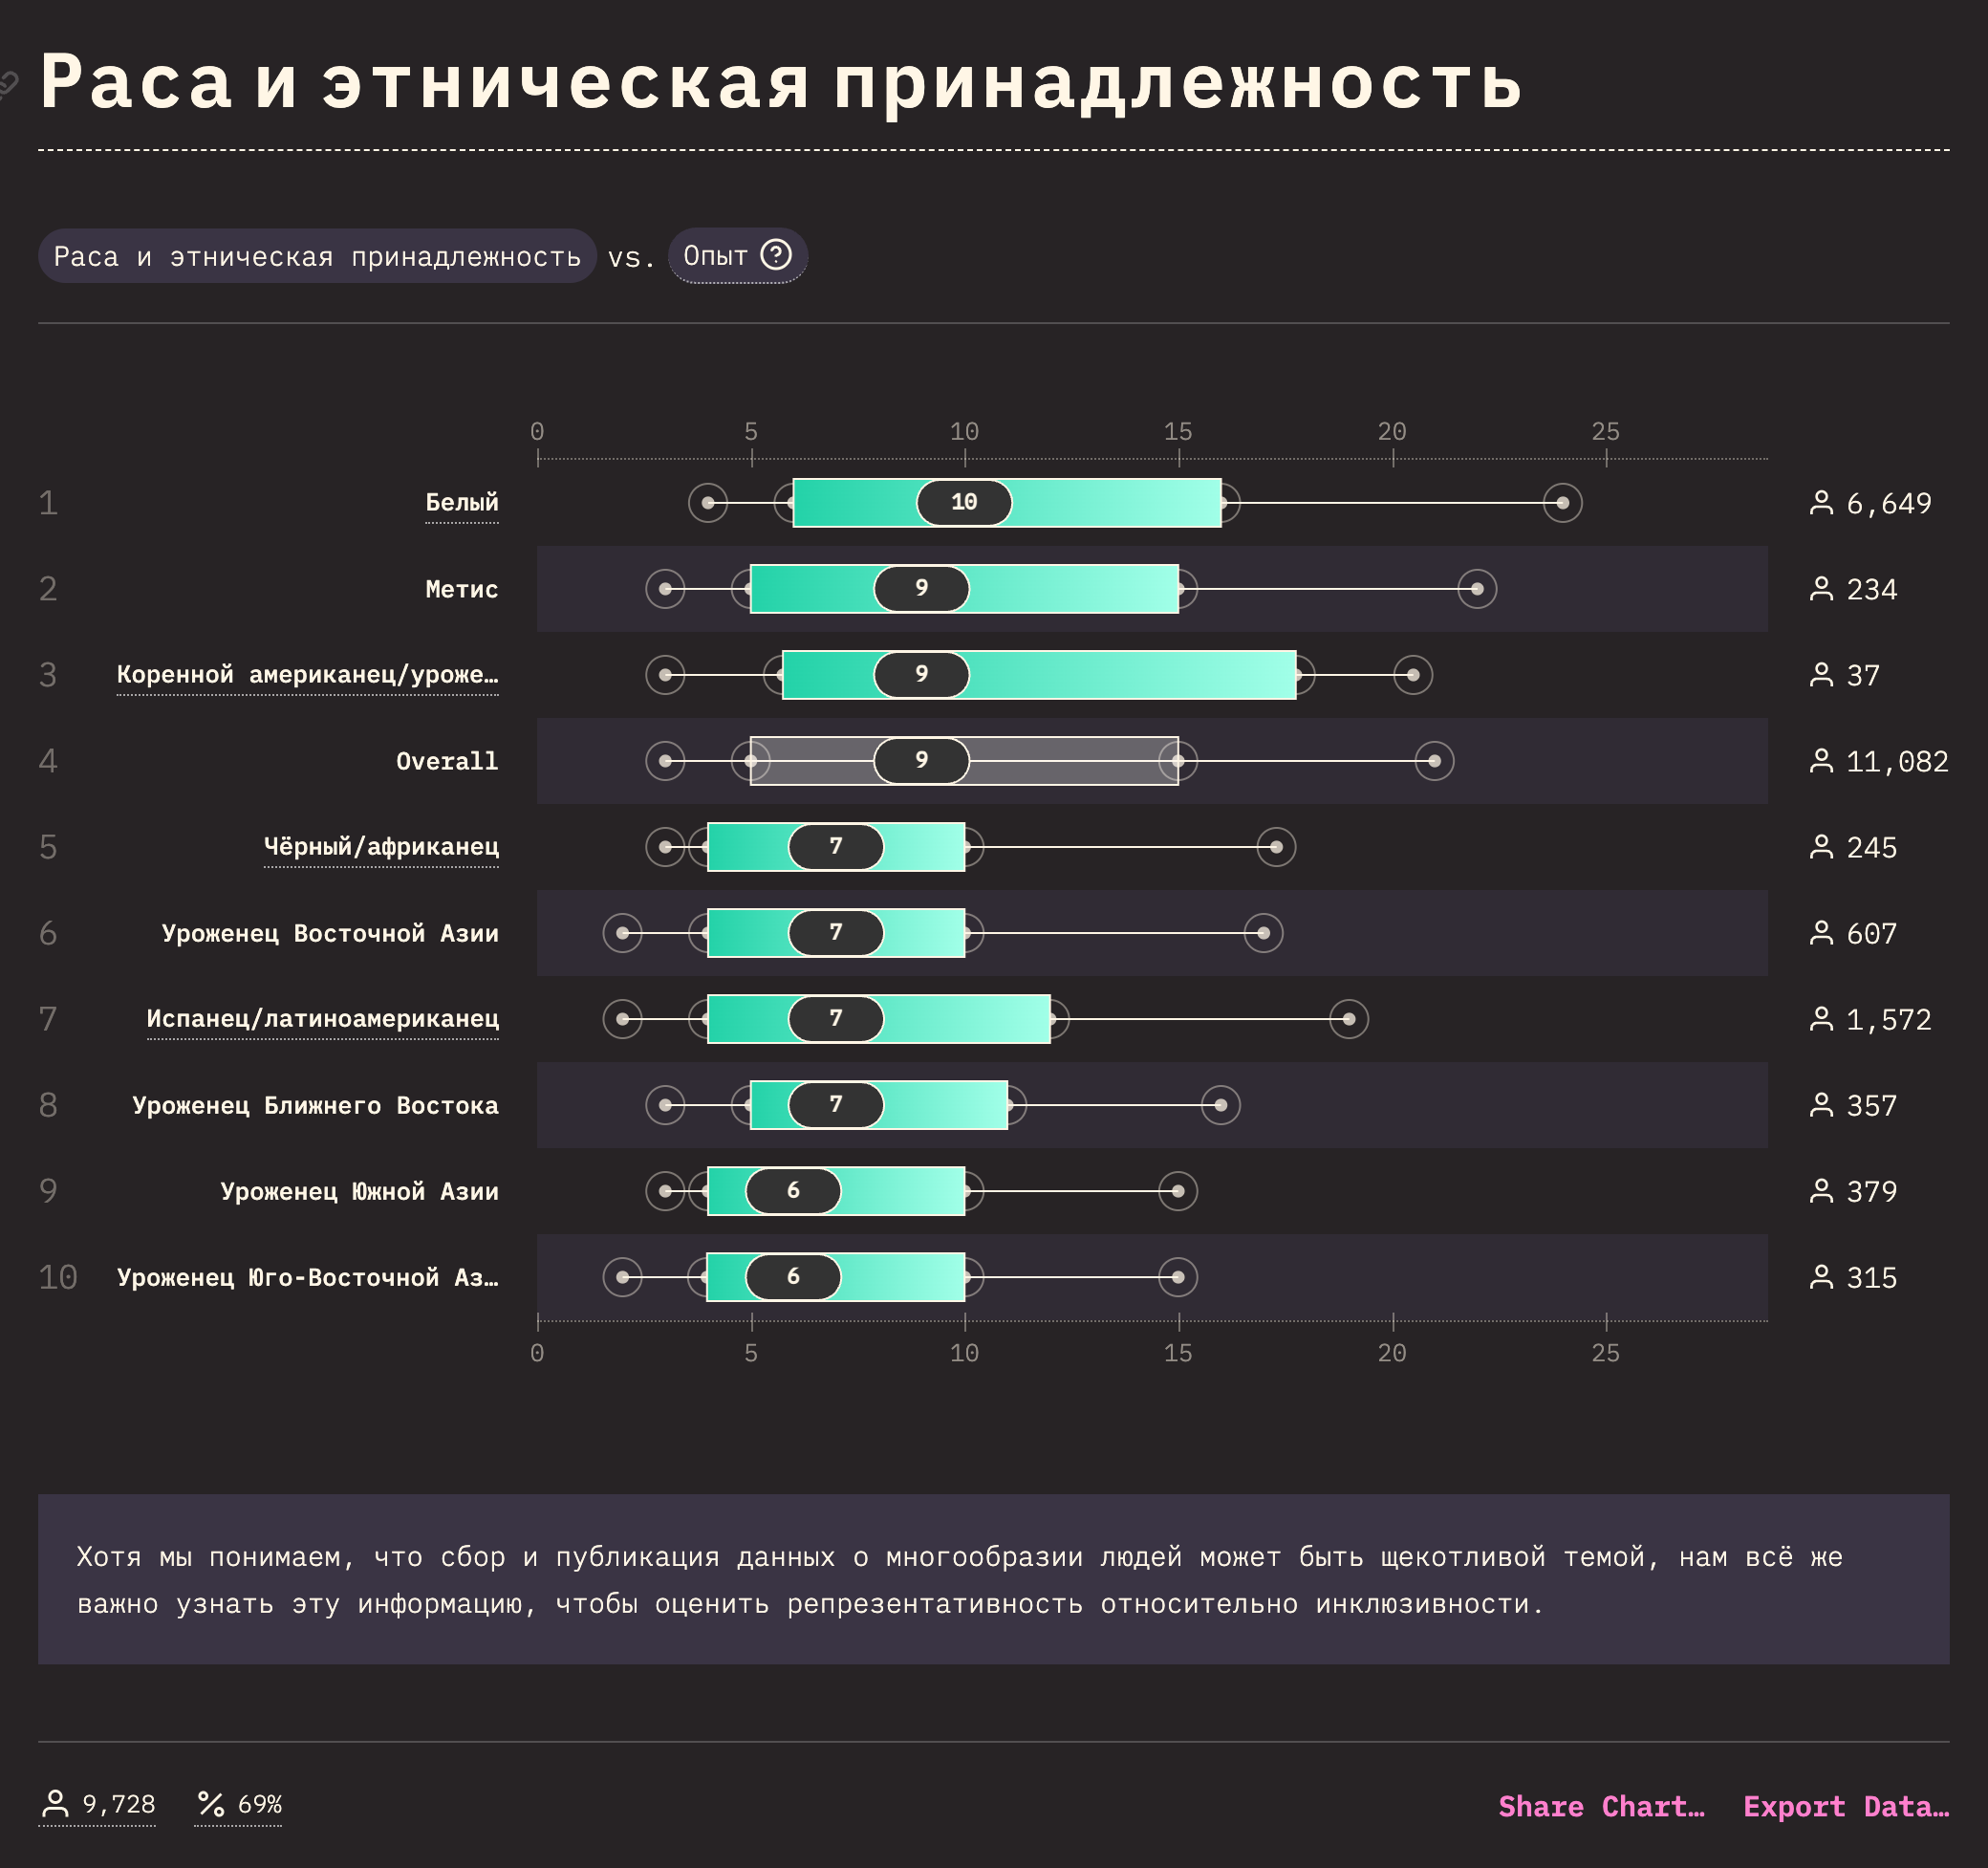 Раса и этническая принадлежность
Раса и этническая принадлежность vs. Опыт
0 5 10 15 20 25
1 Белый 10 6,649
2 Метис 9 234
3 Коренной американец/уроже… 9 37
4 Overall 9 11,082
5 Чёрный/африканец 7 245
6 Уроженец Восточной Азии 7 607
7 Испанец/латиноамериканец 7 1,572
8 Уроженец Ближнего Востока 7 357
9 Уроженец Южной Азии 6 379
10 Уроженец Юго-Восточной Аз… 6 315
0 5 10 15 20 25
Хотя мы понимаем, что сбор и публикация данных о многообразии людей может быть щекотливой темой, нам всё же
важно узнать эту информацию, чтобы оценить репрезентативность относительно инклюзивности.
9,728 69% Share Chart… Export Data…